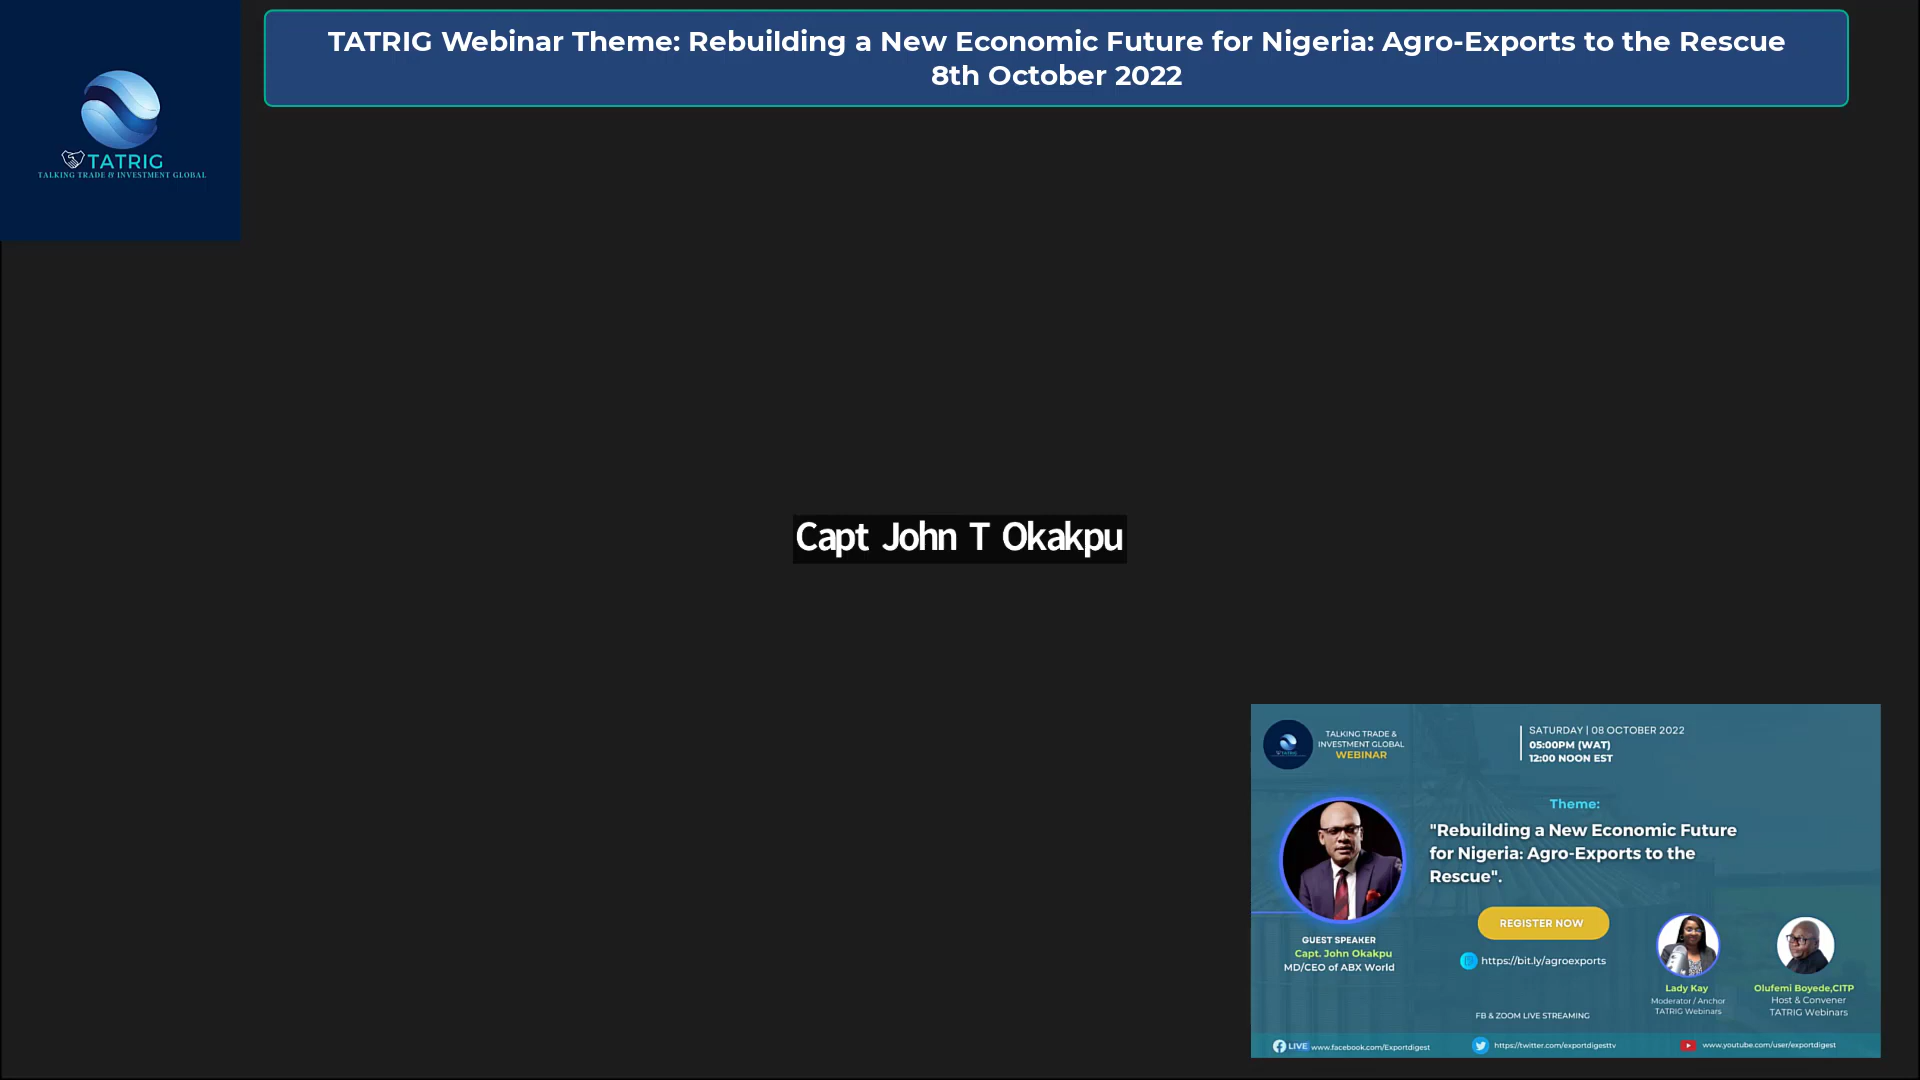 TATRIG Webinar Theme: Rebuilding a New Economic Future for Nigeria: Agro-Exports to the Rescue
8th October 2022
TATRIG
TALKING TRADE & INVESTMENT GLOBAL
Capt John T Okakpu
TALKING TRADE &
INVESTMENT GLOBAL
WEBINAR
SATURDAY | 08 OCTOBER 2022
05:00PM (WAT)
12:00 NOON EST
Theme:
"Rebuilding a New Economic Future
for Nigeria: Agro-Exports to the
Rescue".
REGISTER NOW
https://bit.ly/agroexports
GUEST SPEAKER
Capt. John Okakpu
MD/CEO of ABX World
Lady Kay
Moderator / Anchor
TATRIG Webinars
Olufemi Boyede,CITP
Host & Convener
TATRIG Webinars
FB & ZOOM LIVE STREAMING
LIVE www.facebook.com/Exportdigest
https://twitter.com/exportdigesttv
www.youtube.com/user/exportdigest